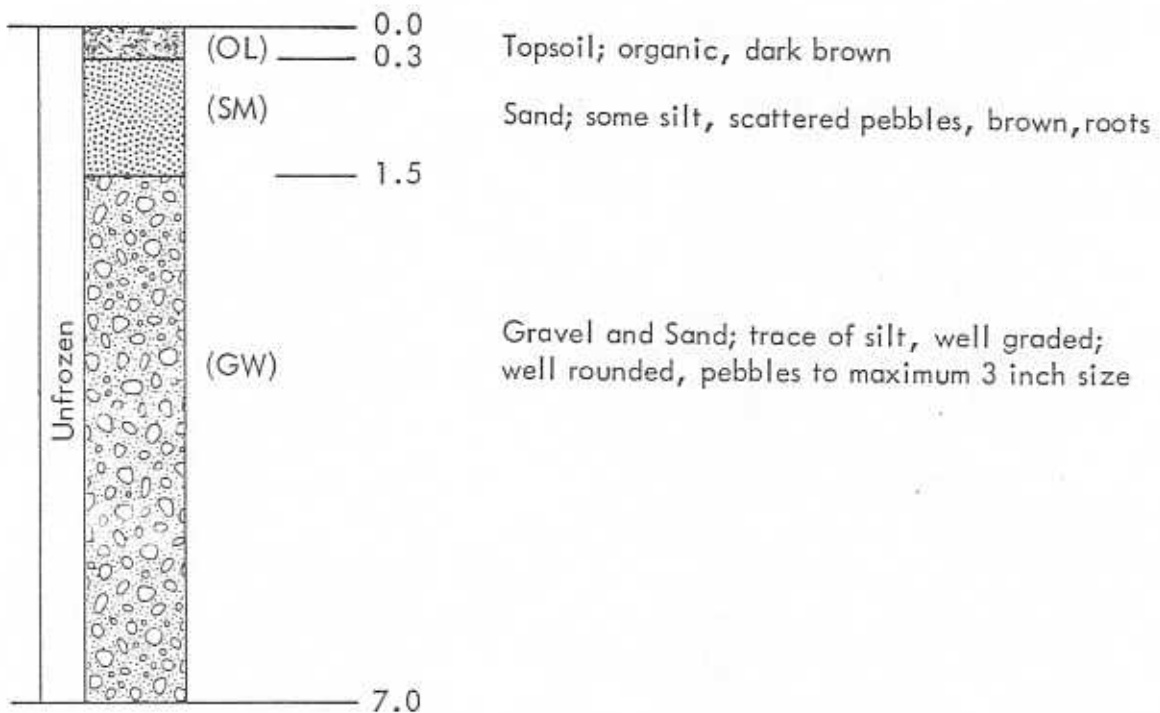 0.0
(OL) 0.3 Topsoil; organic, dark brown
(SM) Sand; some silt, scattered pebbles, brown, roots
1.5
Unfrozen
(GW) Gravel and Sand; trace of silt, well graded;
well rounded, pebbles to maximum 3 inch size
7.0